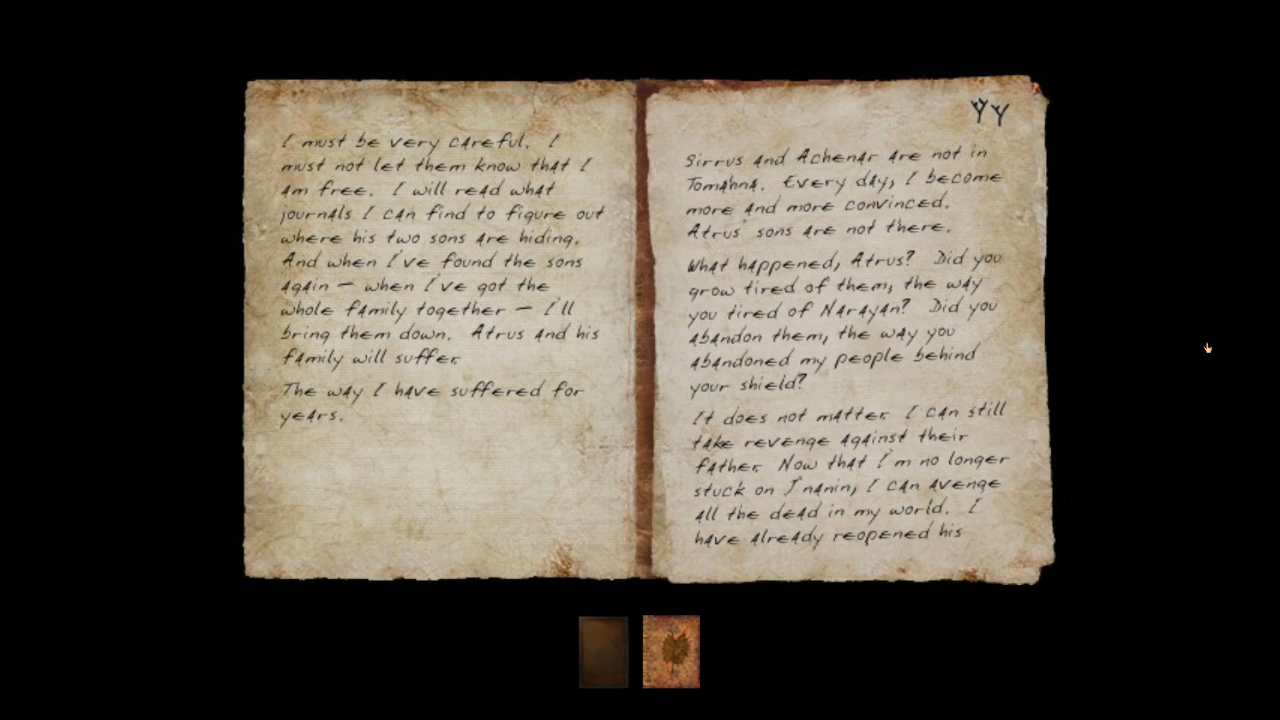 I must be very careful. I
must not let them know that I
am free. I will read what
journals I can find to figure out
where his two sons are hiding.
And when I've found the sons
again — when I've got the
whole family together — I'll
bring them down. Atrus and his
family will suffer.
The way I have suffered for
years.
Sirrus and Achenar are not in
Tomahna. Every day, I become
more and more convinced.
Atrus' sons are not there.
What happened, Atrus? Did you
grow tired of them, the way
you tired of Narayan? Did you
abandon them, the way you
abandoned my people behind
your shield?
It does not matter. I can still
take revenge against their
father. Now that I'm no longer
stuck on J'nanin, I can avenge
all the dead in my world. I
have already reopened his